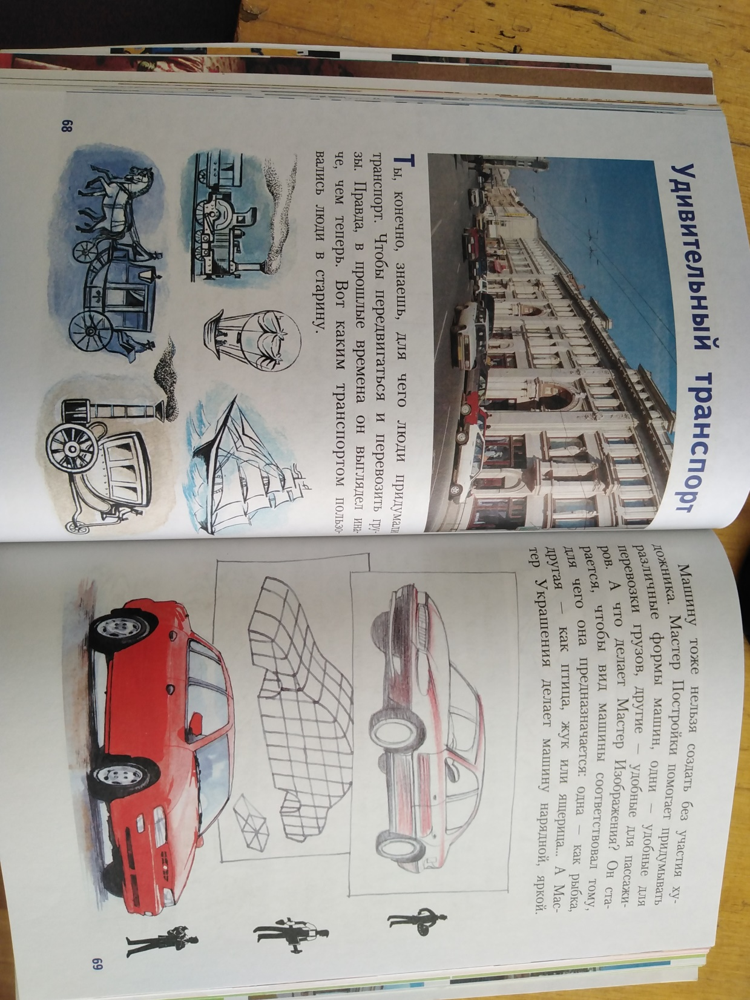 Удивительный транспорт
Ты, конечно, знаешь, для чего люди придумали
транспорт. Чтобы передвигаться и перевозить гру-
зы. Правда, в прошлые времена он выглядел ина-
че, чем теперь. Вот каким транспортом пользо-
вались люди в старину.
68
Машину тоже нельзя создать без участия ху-
дожника. Мастер Постройки помогает придумывать
различные формы машин, одни — удобные для
перевозки грузов, другие — удобные для пассажи-
ров. А что делает Мастер Изображения? Он ста-
рается, чтобы вид машины соответствовал тому,
для чего она предназначается: одна — как рыбка,
другая — как птица, жук или ящерица... А Мас-
тер Украшения делает машину нарядной, яркой.
69